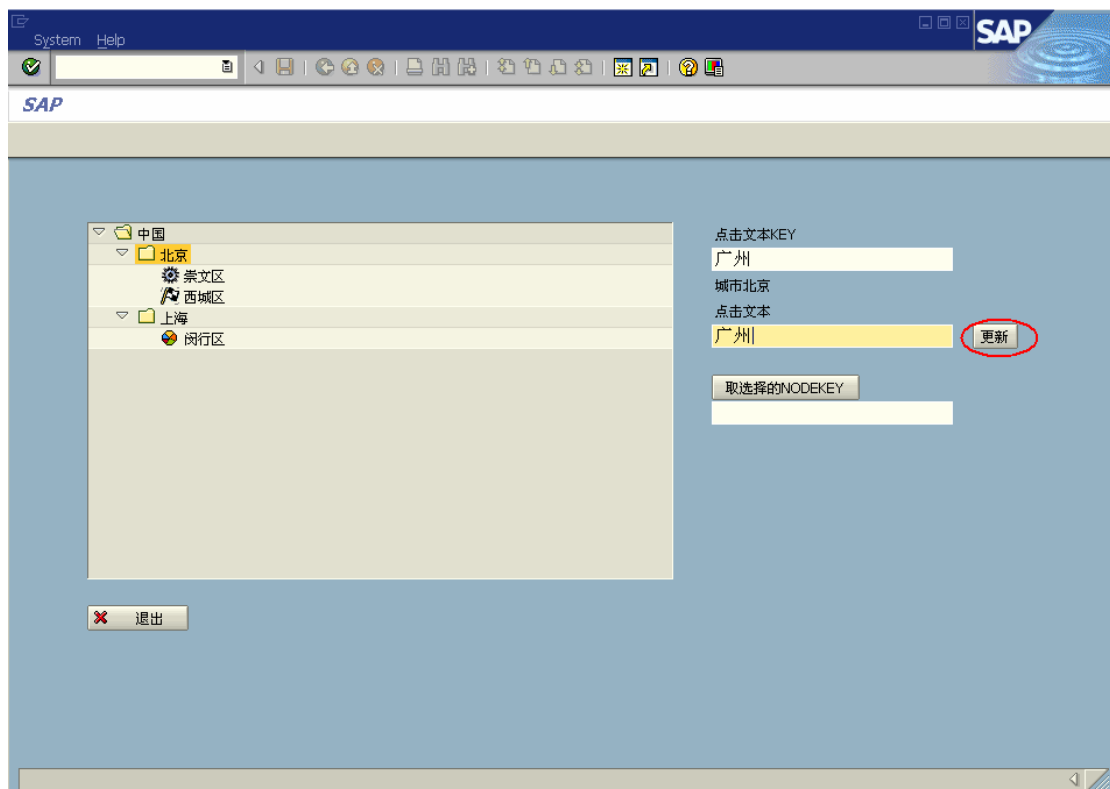 System Help
SAP
SAP
中国
北京
崇文区
西城区
上海
闵行区
点击文本KEY
广州
城市北京
点击文本
广州
更新
取选择的NODEKEY
退出